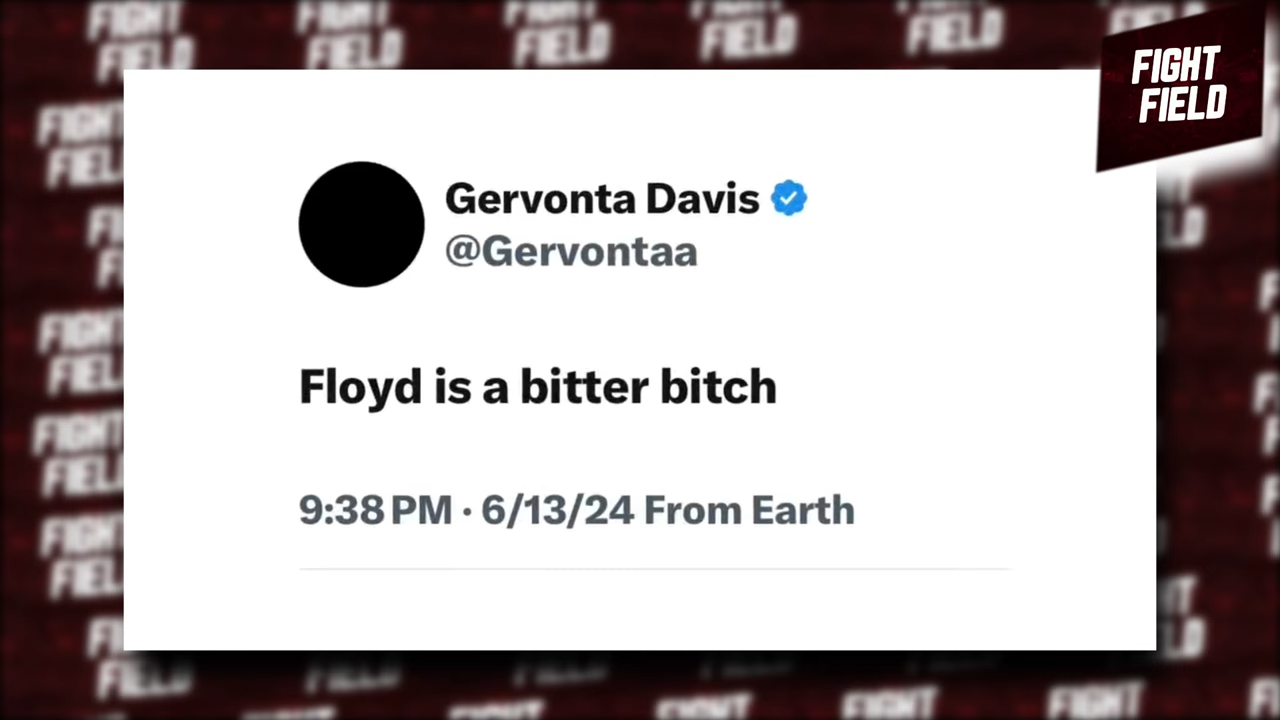 FIGHT
FIELD
Gervonta Davis
@Gervontaa
Floyd is a bitter bitch
9:38 PM · 6/13/24 From Earth